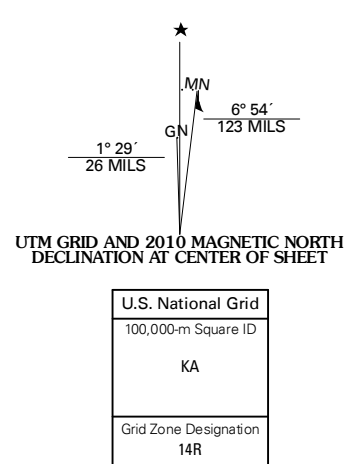 MN
6° 54´
123 MILS
GN
1° 29´
26 MILS
UTM GRID AND 2010 MAGNETIC NORTH
DECLINATION AT CENTER OF SHEET
U.S. National Grid
100,000-m Square ID
KA
Grid Zone Designation
14R